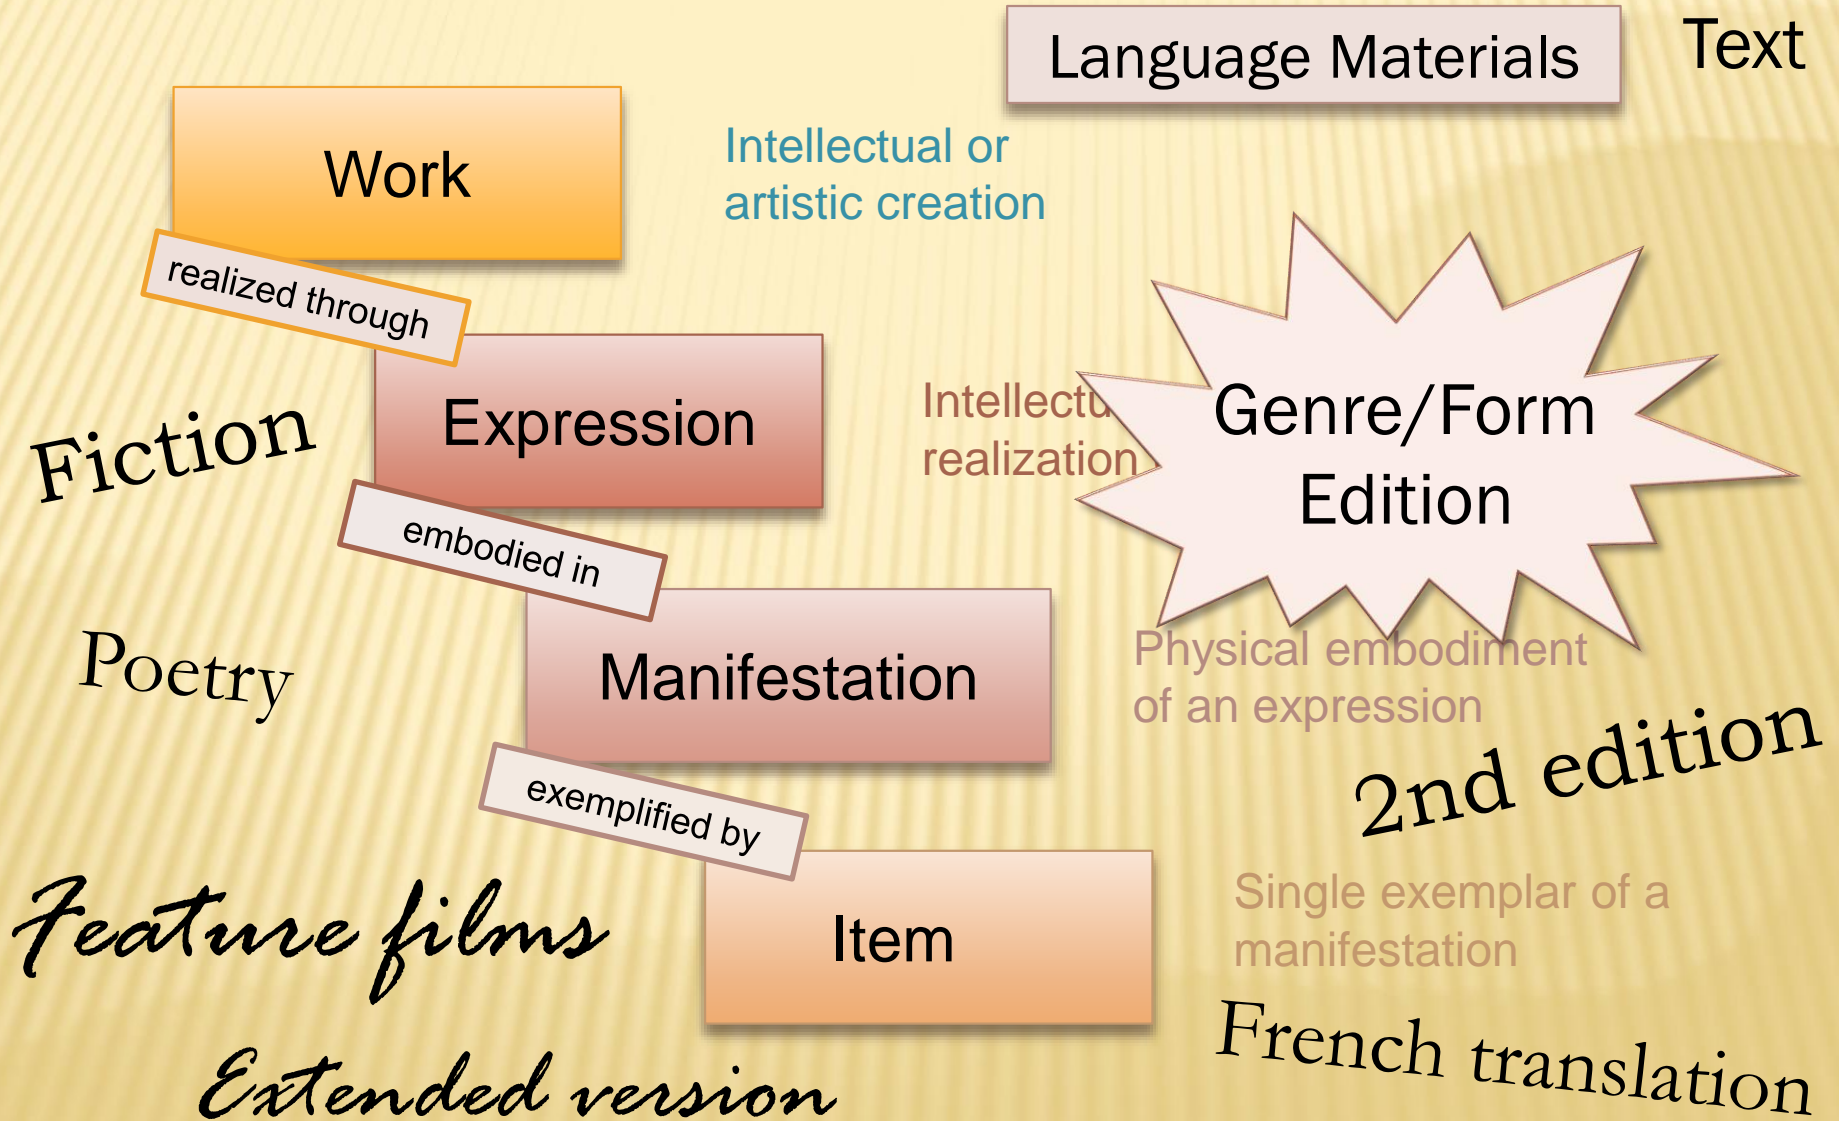 Language Materials
Text
Work
Intellectual or
artistic creation
realized through
Expression
realization
Genre/Form
Edition
Fiction
embodied in
Manifestation
Physical embodiment
of an expression
Poetry
2nd edition
exemplified by
Item
Single exemplar of a
manifestation
Feature films
French translation
Extended version